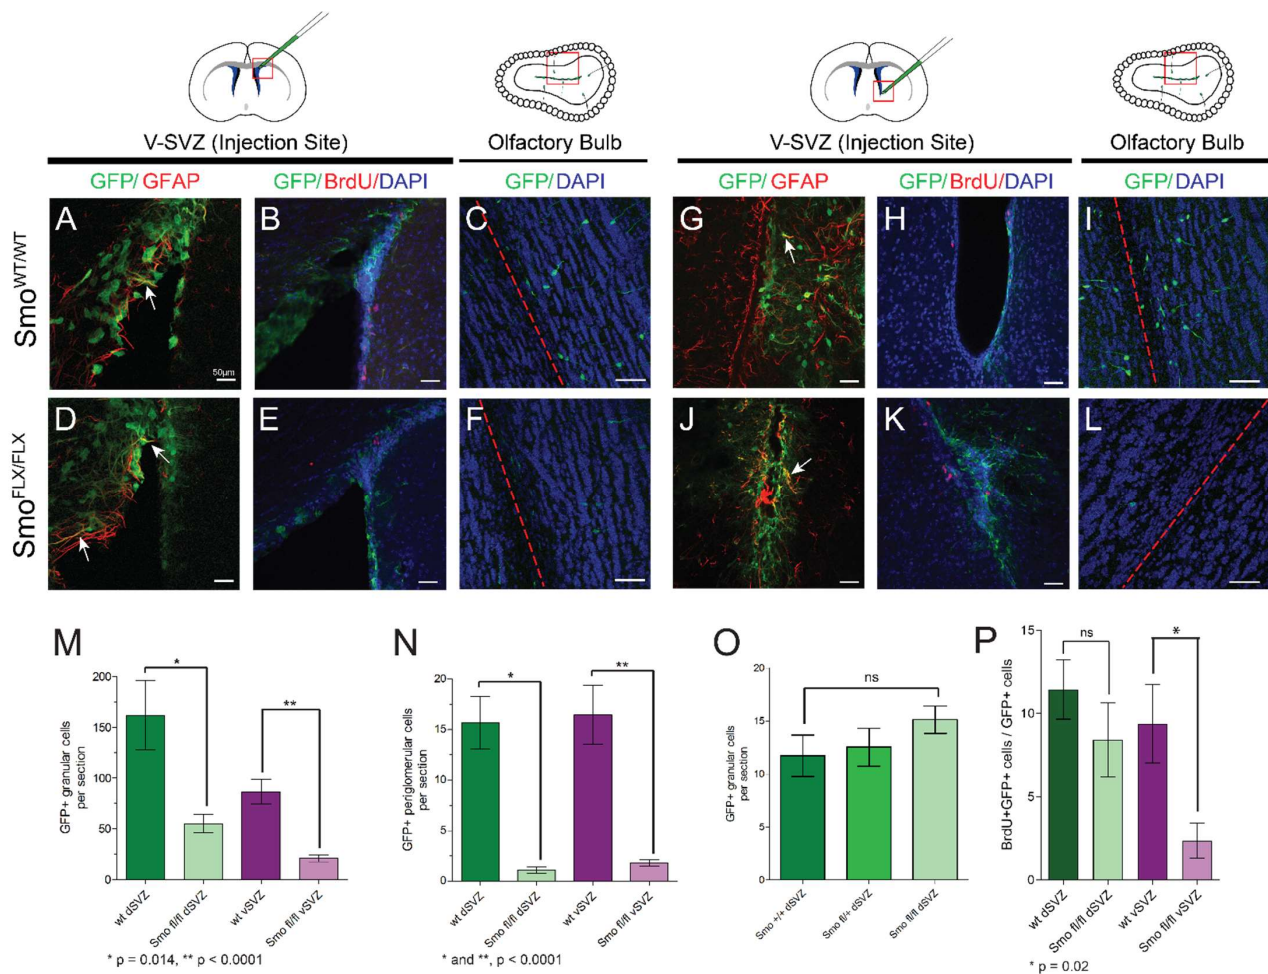 V-SVZ (Injection Site)
Olfactory Bulb
V-SVZ (Injection Site)
Olfactory Bulb
GFP/ GFAP
GFP/BrdU/DAPI
GFP/DAPI
GFP/ GFAP
GFP/BrdU/DAPI
GFP/DAPI
SmoWT/WT
A
50µm
B
C
G
H
I
SmoFLX/FLX
D
E
F
J
K
L
M
GFP+ granular cells
per section
200
150
100
50
0
*
**
wt dSVZ
Smo fl/fl dSVZ
wt vSVZ
Smo fl/fl vSVZ
* p = 0.014, ** p < 0.0001
N
GFP+ periglomerular cells
per section
20
15
10
5
0
*
**
wt dSVZ
Smo fl/fl dSVZ
wt vSVZ
Smo fl/fl vSVZ
* and **, p < 0.0001
O
GFP+ granular cells
per section
20
15
10
5
0
ns
Smo +/+ dSVZ
Smo fl/+ dSVZ
Smo fl/fl dSVZ
P
BrdU+GFP+ cells / GFP+ cells
15
10
5
0
ns
*
wt dSVZ
Smo fl/fl dSVZ
wt vSVZ
Smo fl/fl vSVZ
* p = 0.02